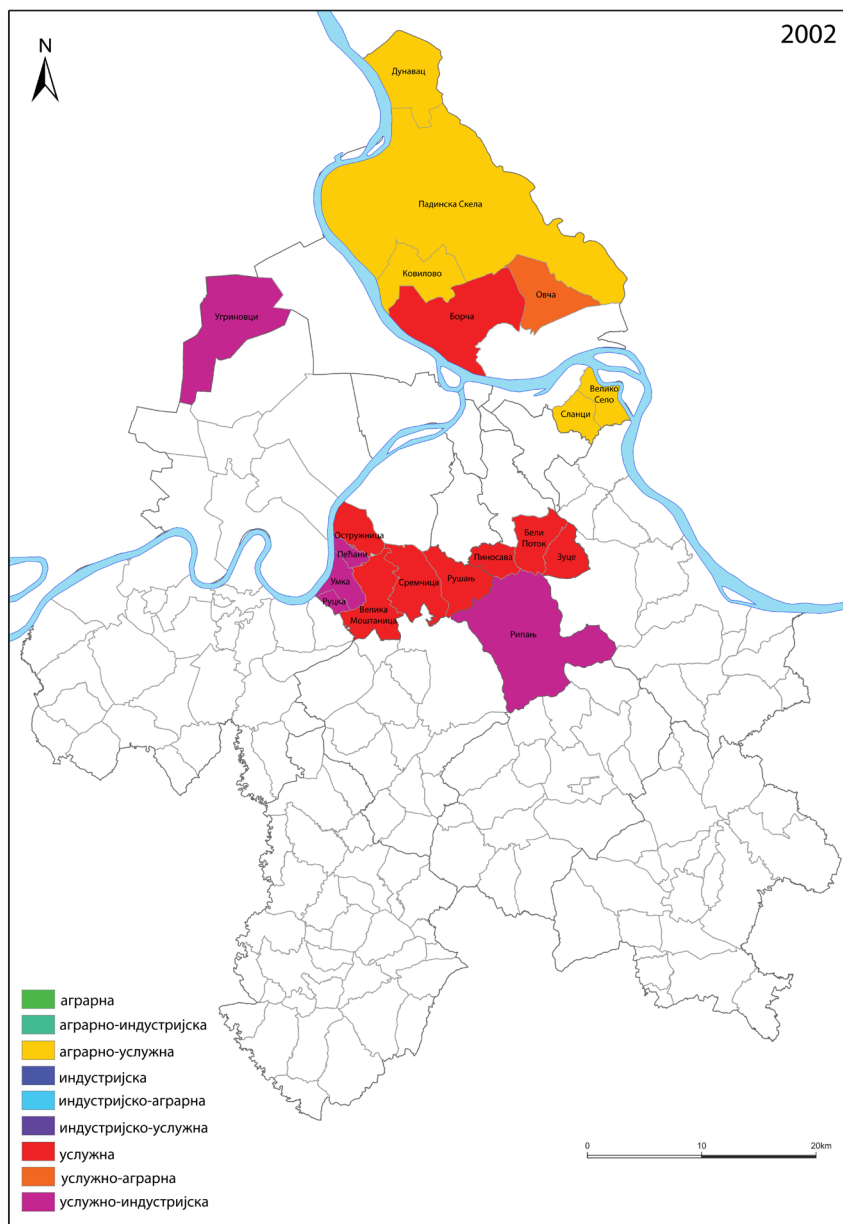 2002
N
Дунавац
Падинска Скела
Ковилово
Овча
Борча
Угриновци
Велико
Село
Сланци
Остружница
Пећани
Умка
Руцка
Велика
Моштаница
Сремчица
Рушањ
Пиносава
Бели
Поток
Зуце
Рипањ
аграрна
аграрно-индустријска
аграрно-услужна
индустријска
индустријско-аграрна
индустријско-услужна
услужна
услужно-аграрна
услужно-индустријска
0 10 20km